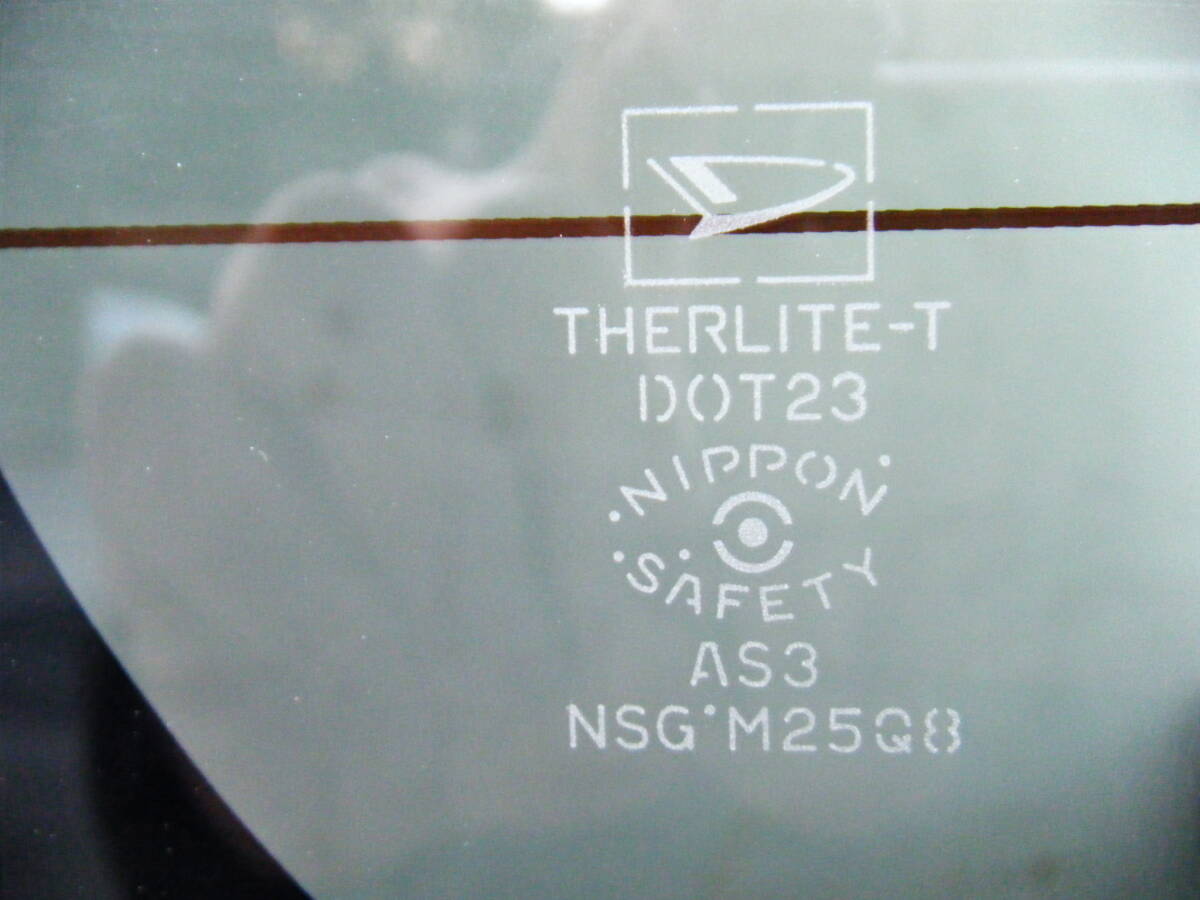 THERLITE-T
DOT23
NIPPON
SAFETY
AS3
NSG·M25Q8